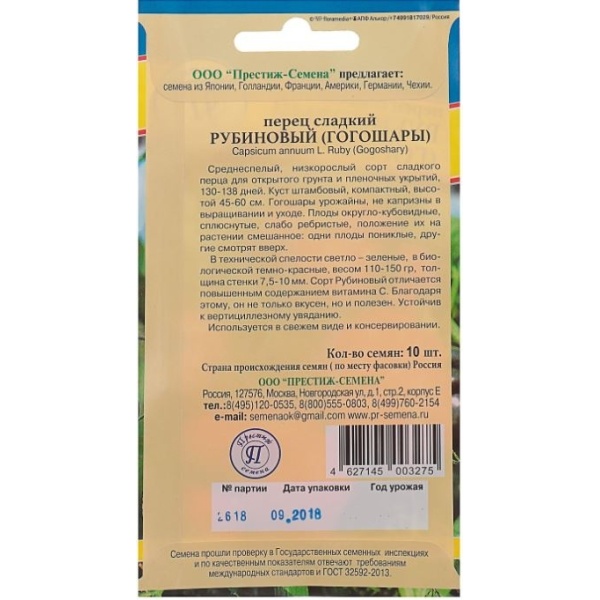 ООО "Престиж-Семена" предлагает:
семена из Японии, Голландии, Франции, Америки, Германии, Чехии.
перец сладкий
РУБИНОВЫЙ (ГОГОШАРЫ)
Capsicum annuum L. Ruby (Gogoshary)
Среднеспелый, низкорослый сорт сладкого
перца для открытого грунта и пленочных укрытий,
130-138 дней. Куст штамбовый, компактный, высо-
той 45-60 см. Гогошары урожайны, не капризны в
выращивании и уходе. Плоды округло-кубовидные,
сплюснутые, слабо ребристые, положение их на
растении смешанное: одни плоды пониклые, дру-
гие смотрят вверх.
В технической спелости светло – зеленые, в био-
логической темно-красные, весом 110-150 гр, тол-
щина стенки 7,5-10 мм. Сорт Рубиновый отличается
повышенным содержанием витамина С. Благодаря
этому, он не только вкусен, но и полезен. Устойчив
к вертициллезному увяданию.
Используется в свежем виде и консервировании.
Кол-во семян: 10 шт.
Страна происхождения семян ( по месту фасовки) Россия
ООО "ПРЕСТИЖ-СЕМЕНА"
Россия, 127576, Москва, Новгородская ул, д.1, стр.2, корпус Е
тел.:8(495)120-0535, 8(800)555-0803, 8(499)760-2154
e-mail: semenaok@gmail.com www.pr-semena.ru
Престиж
П
семена
4 627145 003275
№ партии Дата упаковки Год урожая
2618 09.2018
Семена прошли проверку в Государственных семенных инспекциях
и по качественным показателям отвечают требованиям
международных стандартов и ГОСТ 32592-2013.